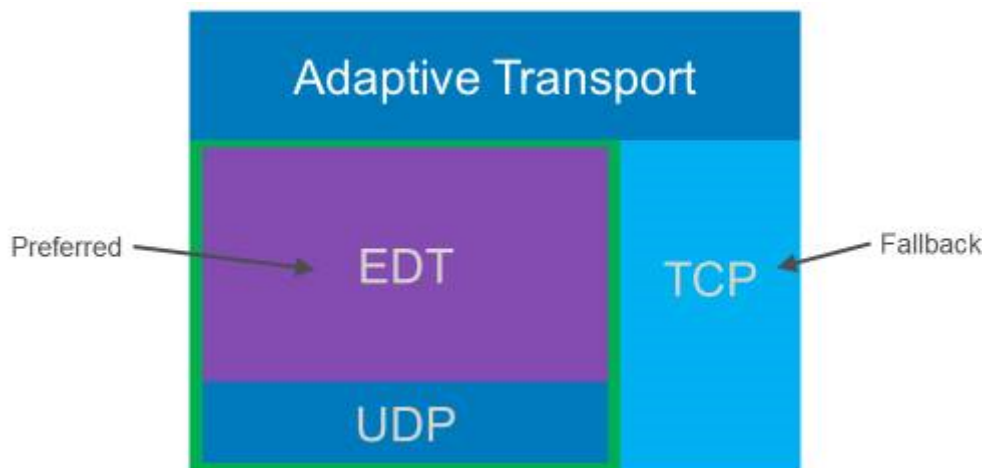 Adaptive Transport
Preferred
EDT
TCP
Fallback
UDP